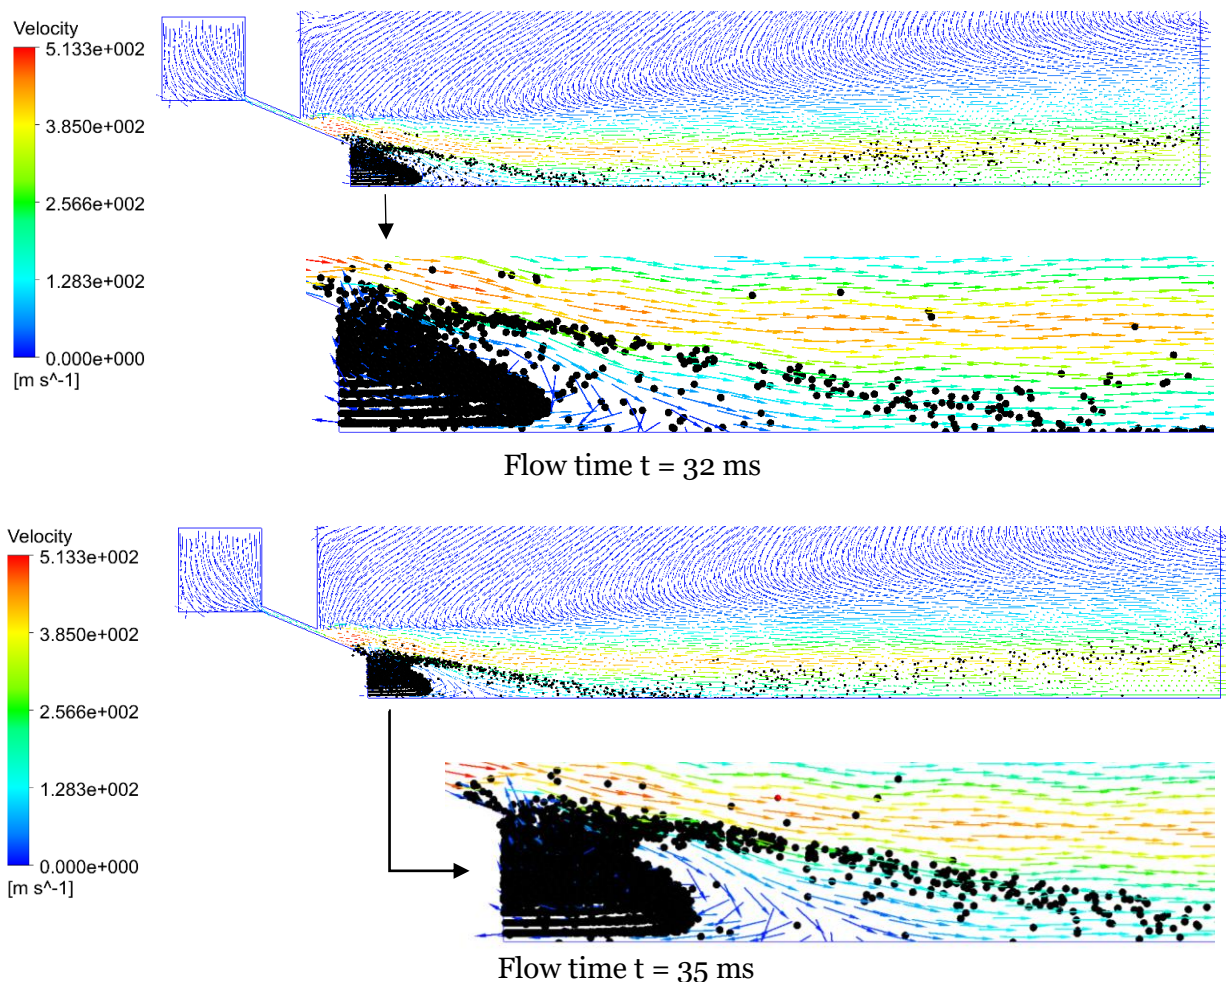 Velocity
5.133e+002
3.850e+002
2.566e+002
1.283e+002
0.000e+000
[m s^-1]
Flow time t = 32 ms
Velocity
5.133e+002
3.850e+002
2.566e+002
1.283e+002
0.000e+000
[m s^-1]
Flow time t = 35 ms